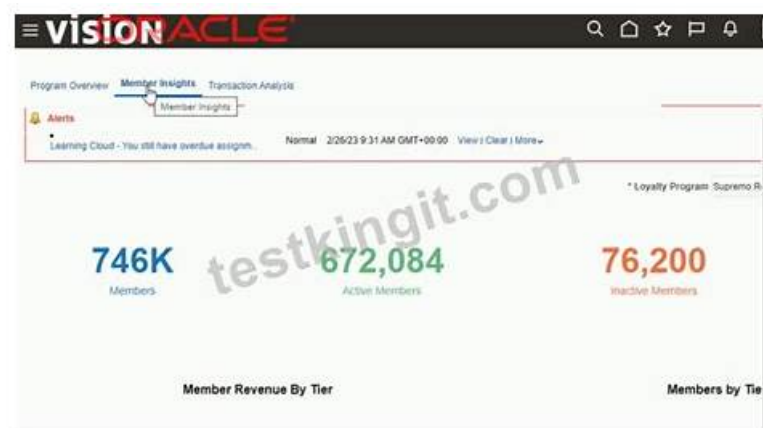 ≡ vision ORACLE
Program Overview Member Insights Transaction Analysis
Member Insights
Alerts
Learning Cloud - You still have overdue assignm.. Normal 2/26/23 9:31 AM GMT+00:00 View | Clear | More
* Loyalty Program Supremo R
testkingit.com
746K 672,084 76,200
Members Active Members Inactive Members
Member Revenue By Tier Members by Tie